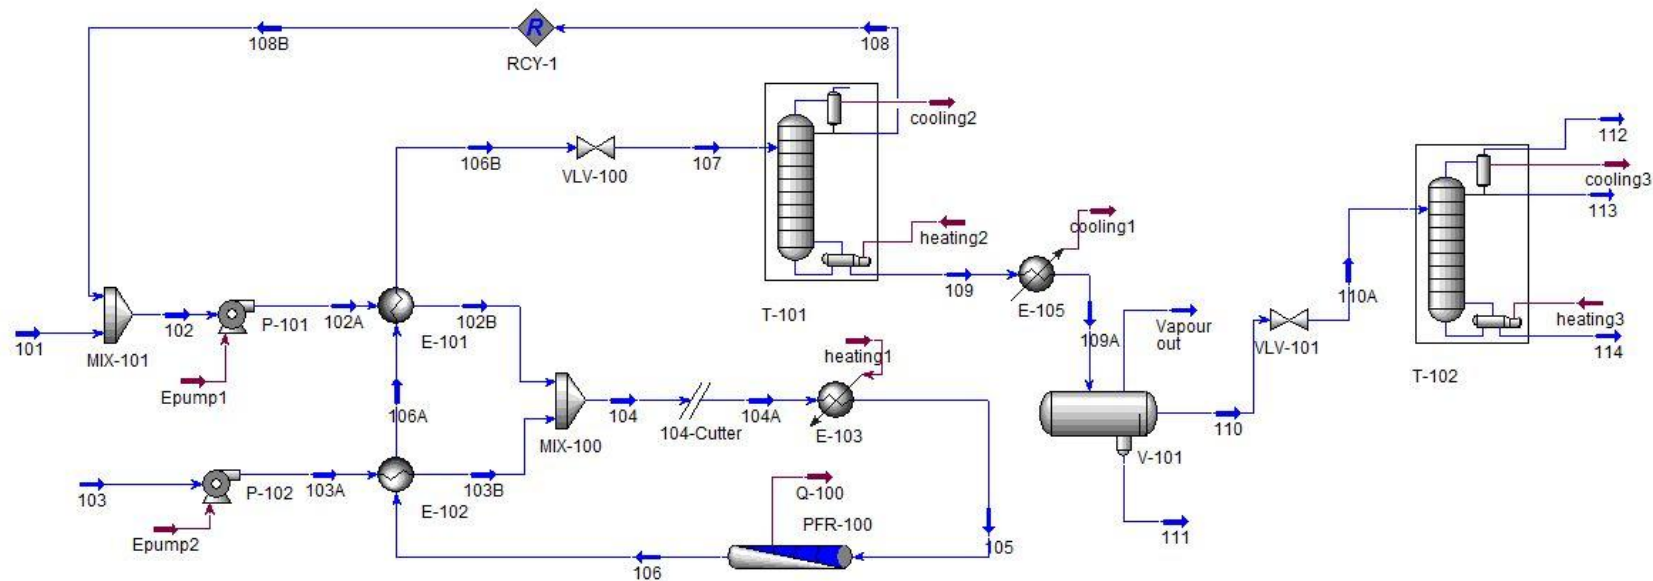 R
108B
108
RCY-1
cooling2
112
106B
VLV-100
107
cooling3
113
heating2
cooling1
109
E-105
110A
T-101
heating3
114
101
MIX-101
102
P-101
102A
102B
E-101
109A
Vapour
out
VLV-101
T-102
Epump1
106A
heating1
104
104A
MIX-100
104-Cutter
E-103
110
V-101
103
P-102
103A
103B
E-102
Q-100
PFR-100
Epump2
105
111
106